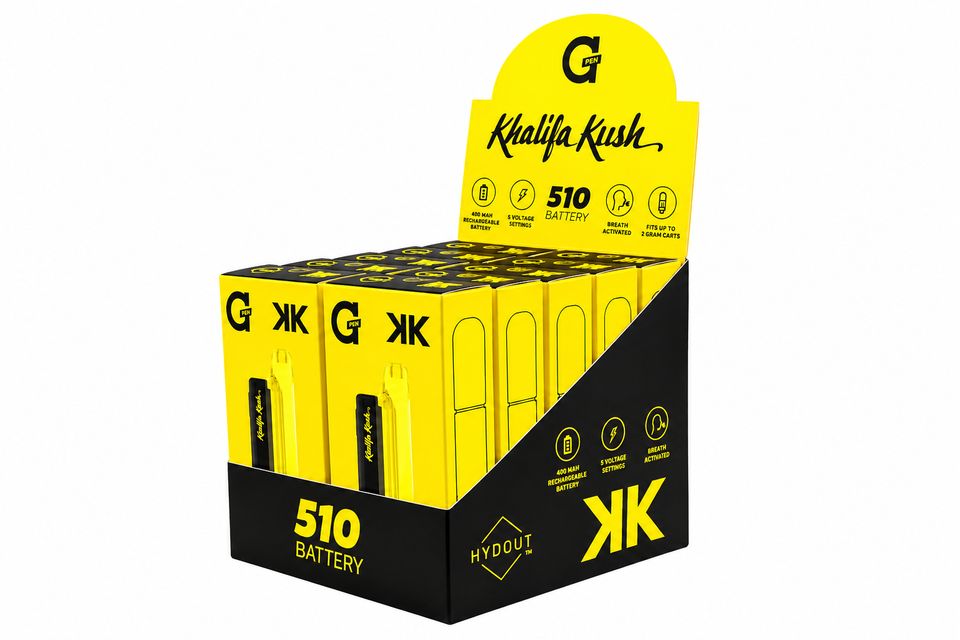 G PEN
Khalifa Kush
400 MAH
RECHARGEABLE
BATTERY
5 VOLTAGE
SETTINGS
510
BATTERY
BREATH
ACTIVATED
FITS UP TO
2 GRAM CARTS
G PEN
KK
Khalifa Kush
G PEN
KK
Khalifa Kush
510
BATTERY
400 MAH
RECHARGEABLE
BATTERY
5 VOLTAGE
SETTINGS
BREATH
ACTIVATED
HYDOUT™
KK